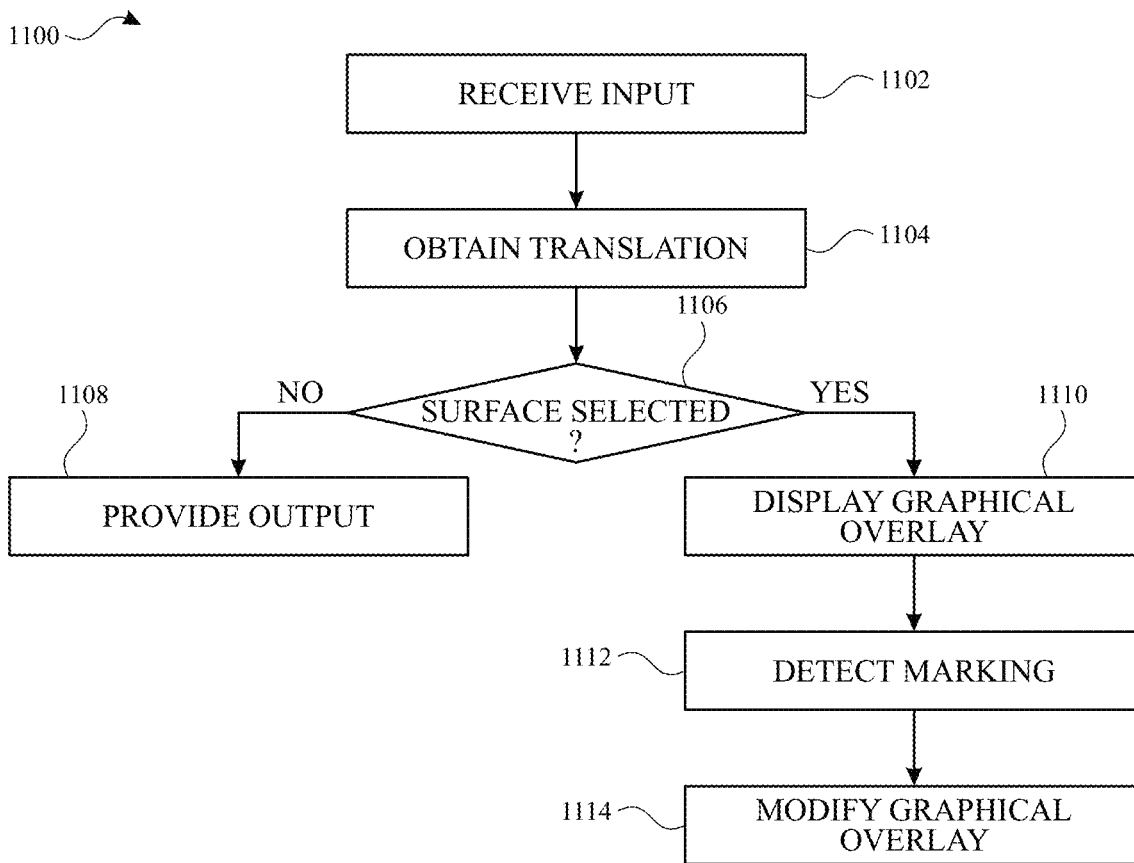 1100
RECEIVE INPUT
1102
OBTAIN TRANSLATION
1104
1106
SURFACE SELECTED
?
NO
YES
1108
PROVIDE OUTPUT
1110
DISPLAY GRAPHICAL
OVERLAY
1112
DETECT MARKING
1114
MODIFY GRAPHICAL
OVERLAY